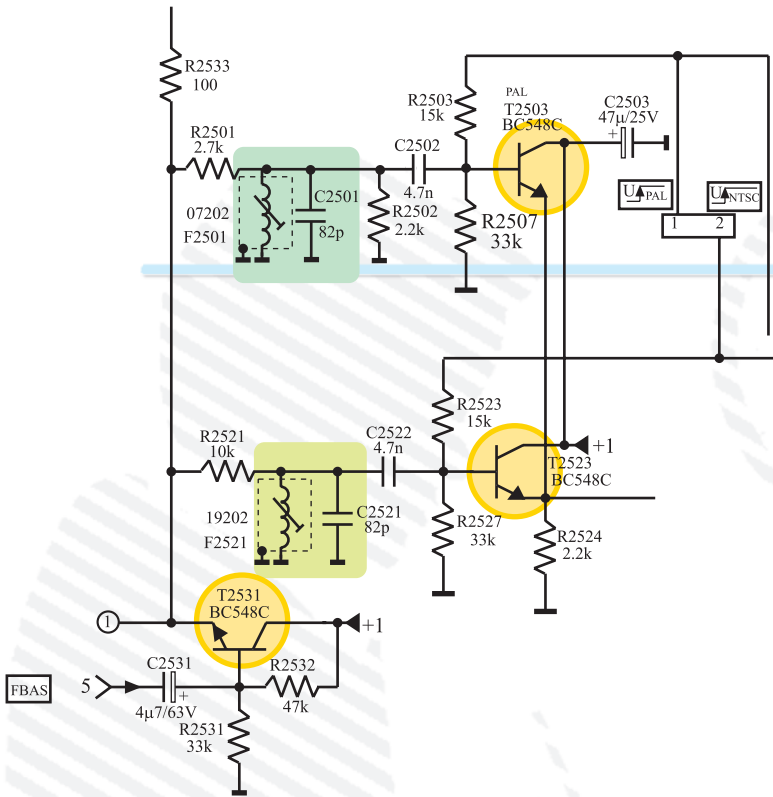 R2533
100
R2501
2.7k
07202
F2501
C2501
82p
R2502
2.2k
C2502
4.7n
R2503
15k
PAL
T2503
BC548C
C2503
47µ/25V
+
R2507
33k
U PAL
U NTSC
1
2
R2523
15k
R2521
10k
C2522
4.7n
+1
T2523
BC548C
19202
F2521
C2521
82p
R2527
33k
R2524
2.2k
T2531
BC548C
1
+1
C2531
R2532
FBAS
5
+
4µ7/63V
47k
R2531
33k